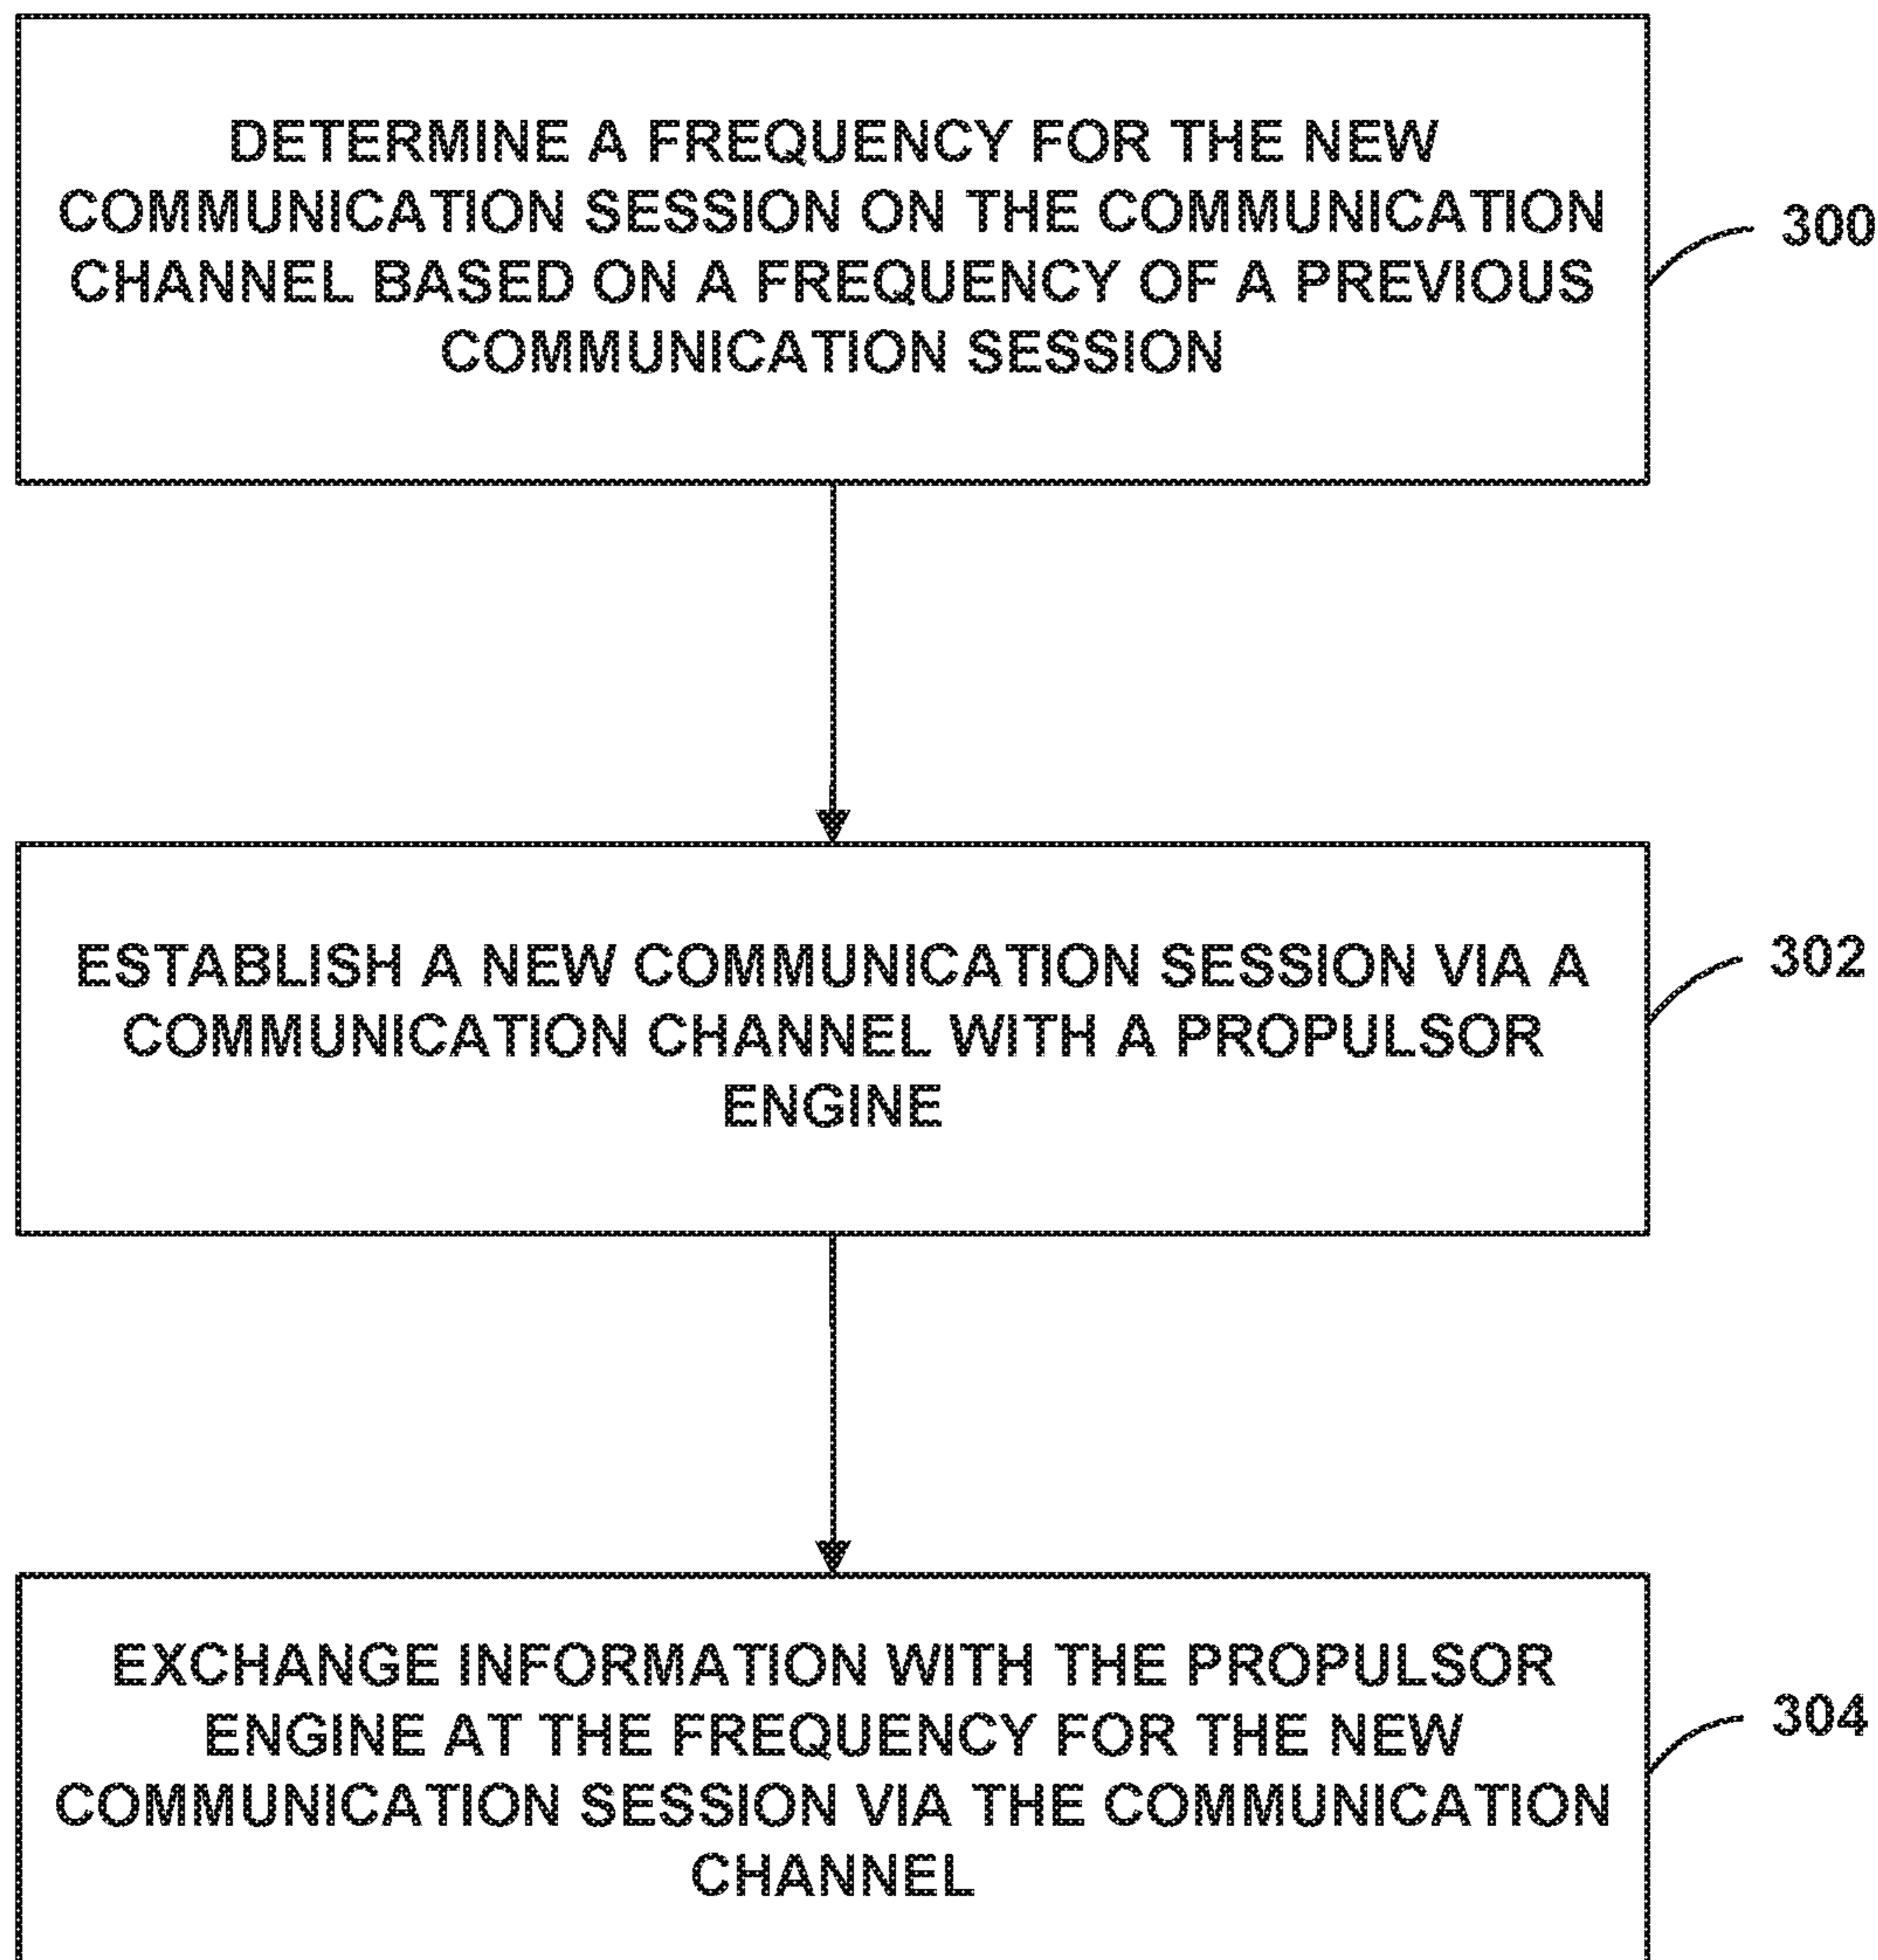 DETERMINE A FREQUENCY FOR THE NEW
COMMUNICATION SESSION ON THE COMMUNICATION
CHANNEL BASED ON A FREQUENCY OF A PREVIOUS
COMMUNICATION SESSION
300
ESTABLISH A NEW COMMUNICATION SESSION VIA A
COMMUNICATION CHANNEL WITH A PROPULSOR
ENGINE
302
EXCHANGE INFORMATION WITH THE PROPULSOR
ENGINE AT THE FREQUENCY FOR THE NEW
COMMUNICATION SESSION VIA THE COMMUNICATION
CHANNEL
304